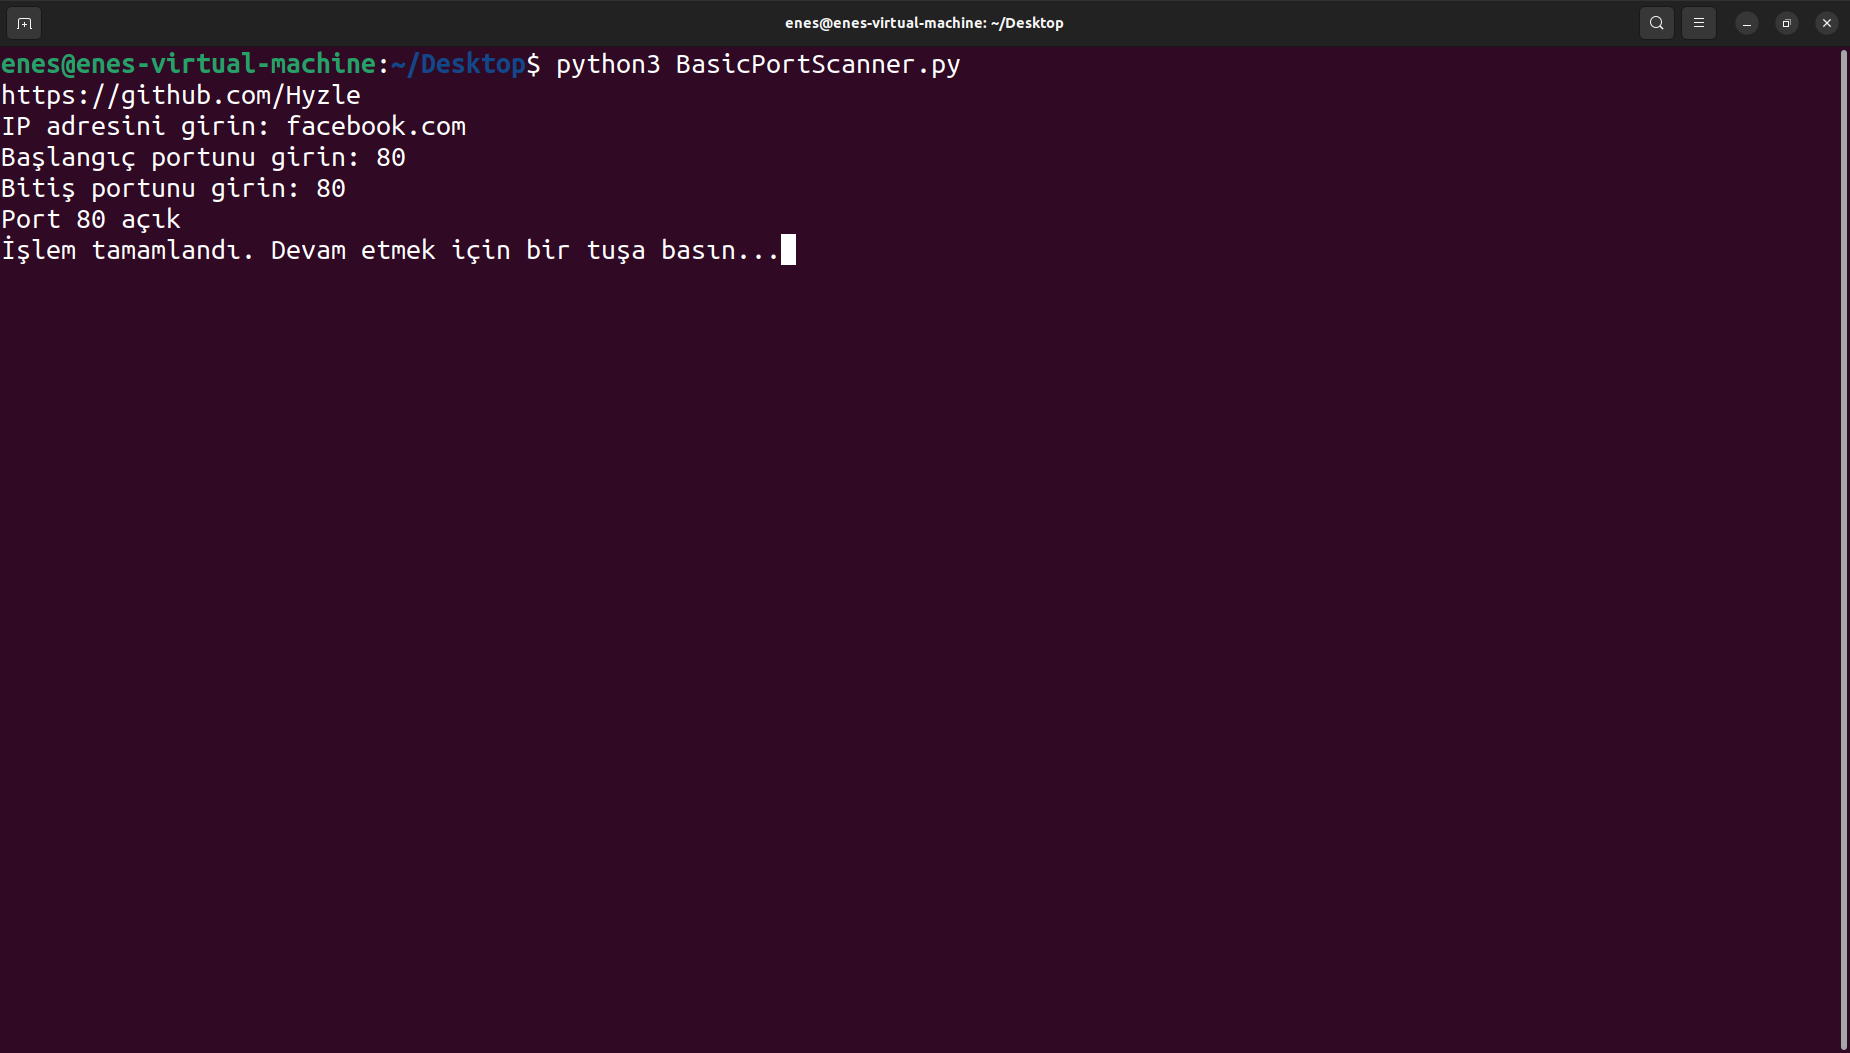 enes@enes-virtual-machine: ~/Desktop
enes@enes-virtual-machine:~/Desktop$ python3 BasicPortScanner.py
https://github.com/Hyzle
IP adresini girin: facebook.com
Başlangıç portunu girin: 80
Bitiş portunu girin: 80
Port 80 açık
İşlem tamamlandı. Devam etmek için bir tuşa basın...